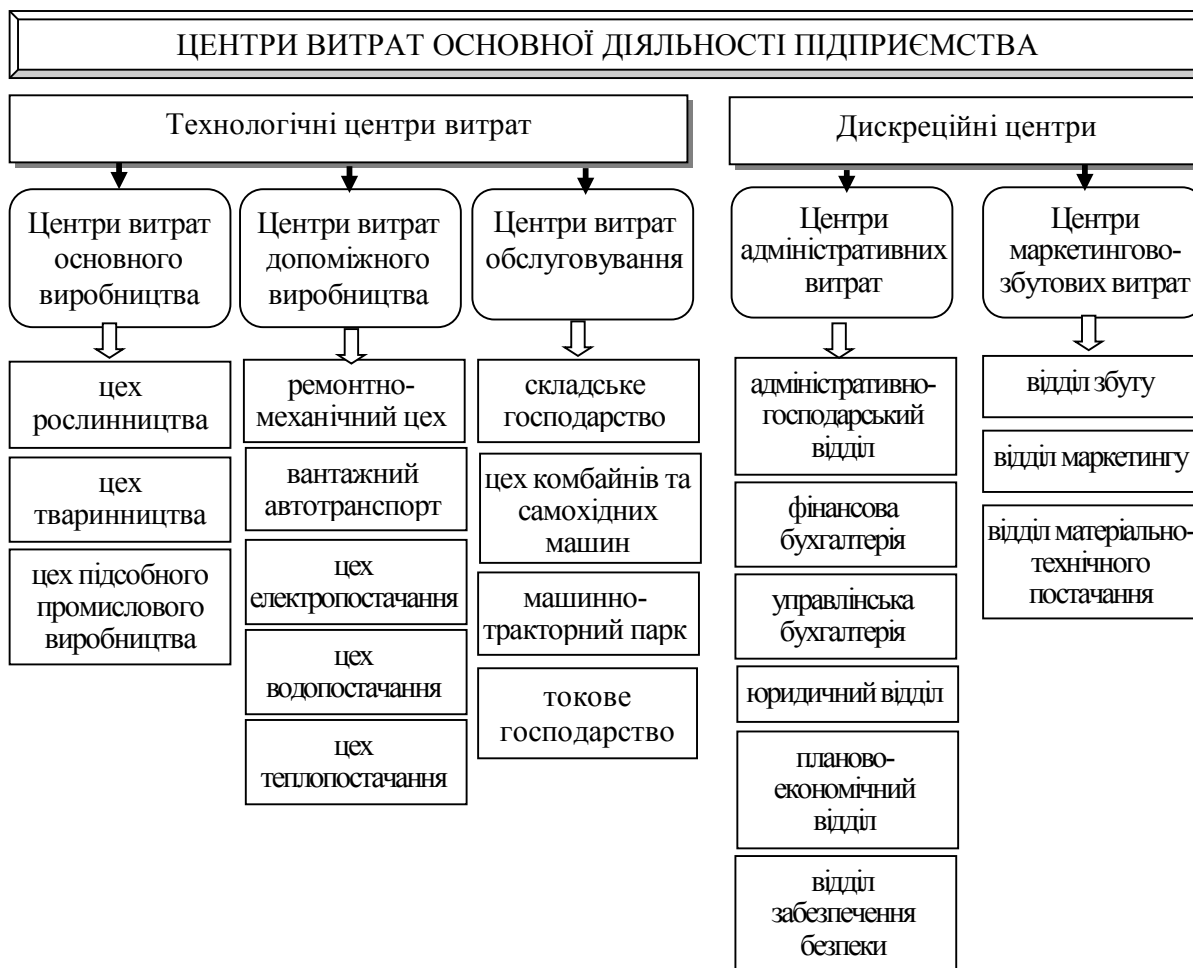 ЦЕНТРИ ВИТРАТ ОСНОВНОЇ ДІЯЛЬНОСТІ ПІДПРИЄМСТВА
Технологічні центри витрат
Дискреційні центри
Центри витрат
основного
виробництва
Центри витрат
допоміжного
виробництва
Центри витрат
обслуговування
Центри
адміністративних
витрат
Центри
маркетингово-
збутових витрат
цех
рослинництва
цех
тваринництва
цех підсобного
промислового
виробництва
ремонтно-
механічний цех
вантажний
автотранспорт
цех
електропостачання
цех
водопостачання
цех
теплопостачання
складське
господарство
цех комбайнів та
самохідних
машин
машинно-
тракторний парк
токове
господарство
адміністративно-
господарський
відділ
фінансова
бухгалтерія
управлінська
бухгалтерія
юридичний відділ
планово-
економічний
відділ
відділ
забезпечення
безпеки
відділ збуту
відділ маркетингу
відділ матеріально-
технічного
постачання